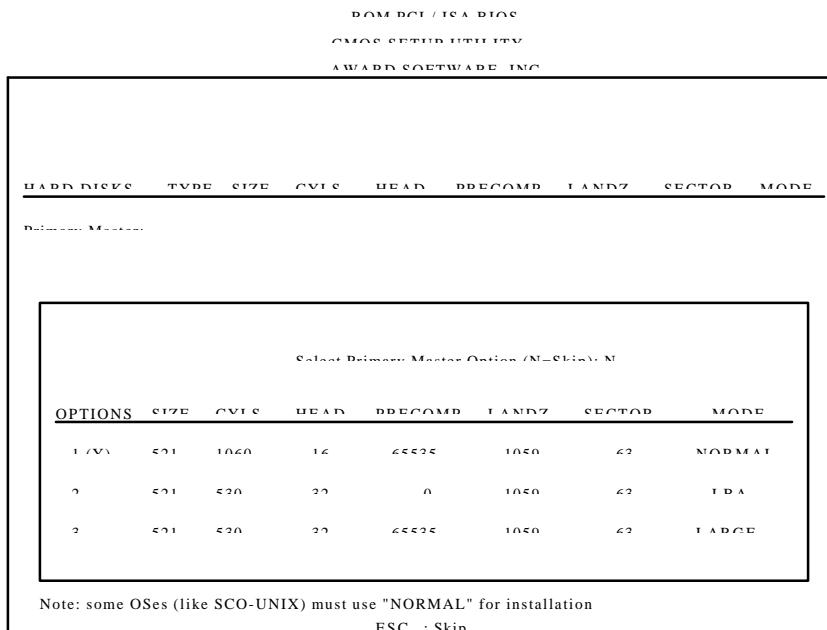 ROM PCI / ISA BIOS
CMOS SETUP UTILITY
AWARD SOFTWARE, INC.
HARD DISKS TYPE SIZE CYLS HEAD PRECOMP LANDZ SECTOR MODE
Primary Master:
Select Primary Master Option (N=Skip): N
OPTIONS SIZE CYLS HEAD PRECOMP LANDZ SECTOR MODE
1 (Y) 521 1060 16 65535 1059 63 NORMAL
2 521 530 32 0 1059 63 LBA
3 521 530 32 65535 1059 63 LARGE
Note: some OSes (like SCO-UNIX) must use "NORMAL" for installation
ESC : Skip